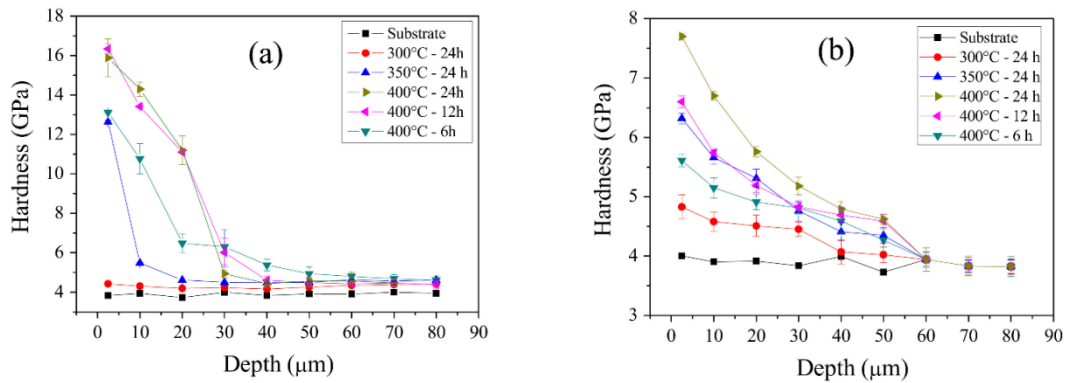 (a)
Substrate
300°C - 24h
350°C - 24 h
400°C - 24h
400°C - 12h
400°C - 6h
18
16
14
12
10
8
6
4
Hardness (GPa)
0 10 20 30 40 50 60 70 80 90
Depth (μm)
(b)
Substrate
300°C - 24 h
350°C - 24 h
400°C - 24 h
400°C - 12 h
400°C - 6 h
8
7
6
5
4
3
Hardness (GPa)
0 10 20 30 40 50 60 70 80 90
Depth (μm)